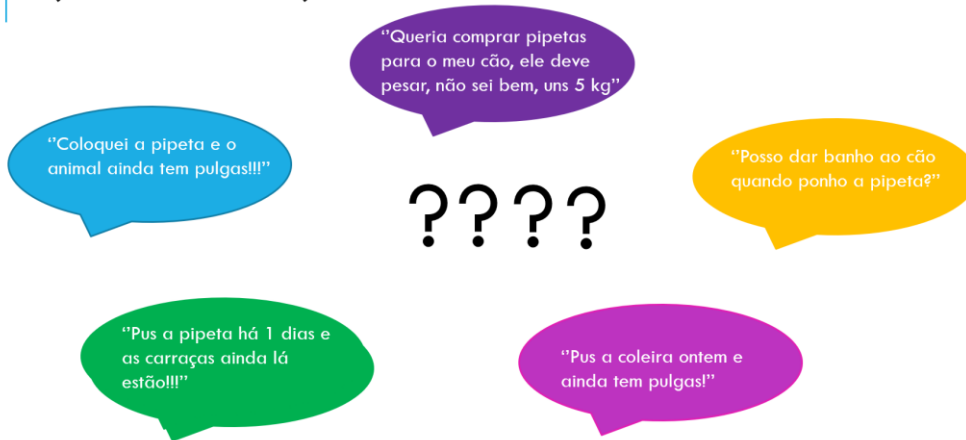 ‘’Queria comprar pipetas
para o meu cão, ele deve
pesar, não sei bem, uns 5 kg’’
‘’Coloquei a pipeta e o
animal ainda tem pulgas!!!’’
‘’Posso dar banho ao cão
quando ponho a pipeta?’’
????
‘’Pus a pipeta há 1 dias e
as carraças ainda lá
estão!!!’’
‘’Pus a coleira ontem e
ainda tem pulgas!’’